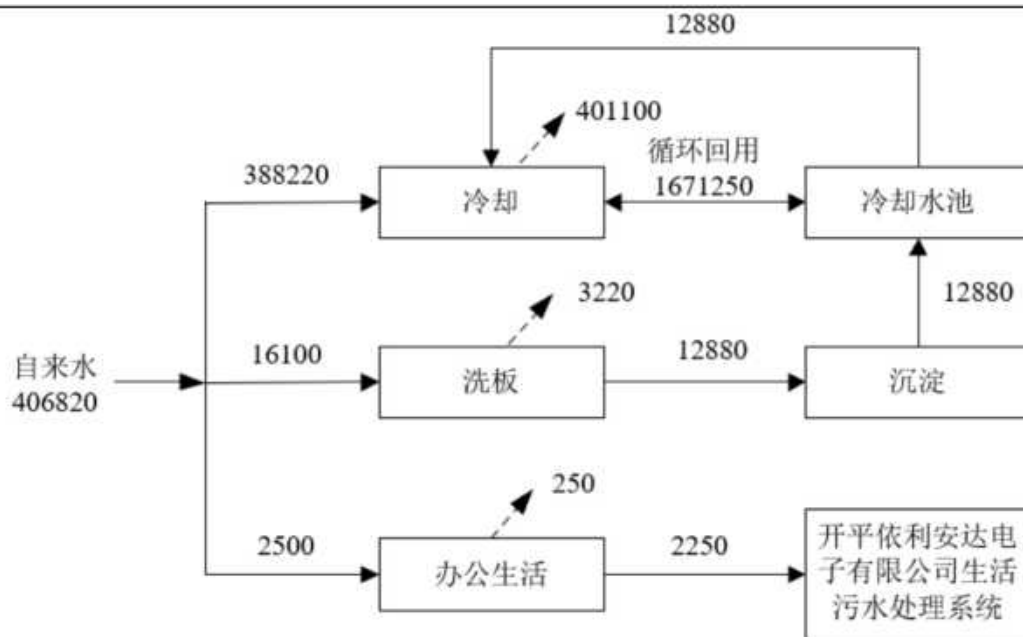 12880
401100
循环回用
388220
1671250
冷却
冷却水池
3220
12880
16100
12880
自来水
406820
洗板
沉淀
250
2500
2250
办公生活
开平依利安达电
子有限公司生活
污水处理系统